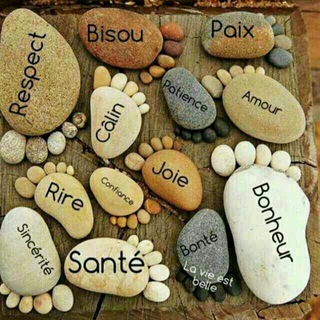 Respect
Bisou
Paix
Câlin
Patience
Amour
Joie
Rire
Confiance
Bonheur
Sincérité
Santé
Bonté
La vie est
belle